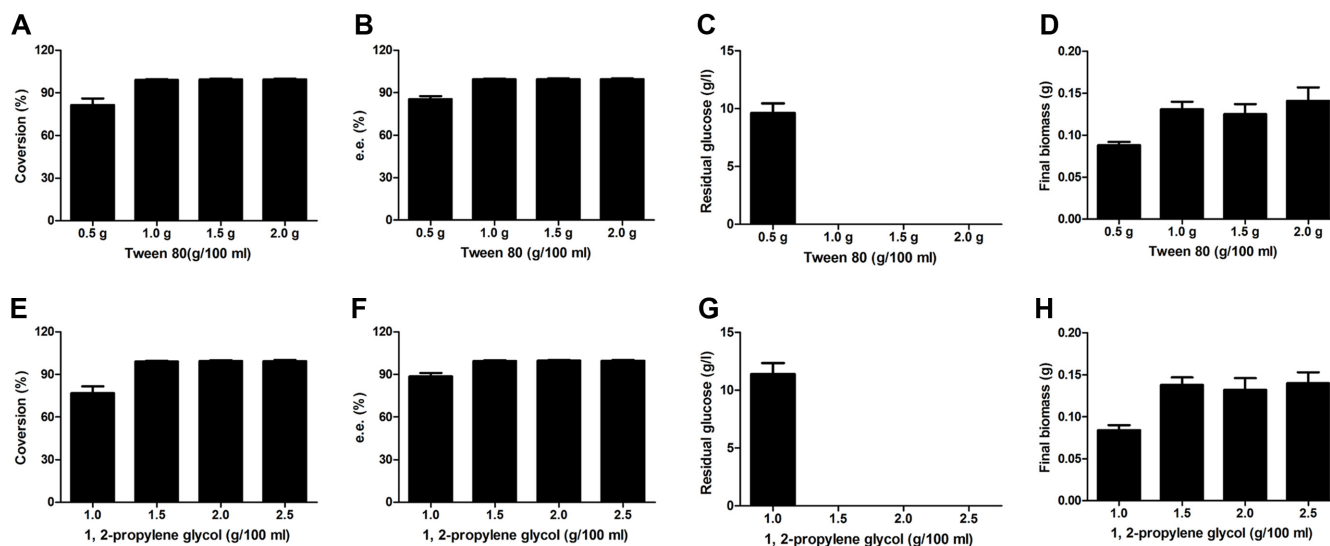 A
Coversion (%)
120
90
60
30
0
0.5 g 1.0 g 1.5 g 2.0 g
Tween 80(g/100 ml)
B
e.e. (%)
120
90
60
30
0
0.5 g 1.0 g 1.5 g 2.0 g
Tween 80 (g/100 ml)
C
Residual glucose (g/l)
15
10
5
0
0.5 g 1.0 g 1.5 g 2.0 g
Tween 80 (g/100 ml)
D
Final biomass (g)
0.20
0.15
0.10
0.05
0.00
0.5 g 1.0 g 1.5 g 2.0 g
Tween 80 (g/100 ml)
E
Coversion (%)
120
90
60
30
0
1.0 1.5 2.0 2.5
1, 2-propylene glycol (g/100 ml)
F
e.e. (%)
120
90
60
30
0
1.0 1.5 2.0 2.5
1, 2-propylene glycol (g/100 ml)
G
Residual glucose (g/l)
15
10
5
0
1.0 1.5 2.0 2.5
1, 2-propylene glycol (g/100 ml)
H
Final biomass (g)
0.20
0.15
0.10
0.05
0.00
1.0 1.5 2.0 2.5
1, 2-propylene glycol (g/100 ml)